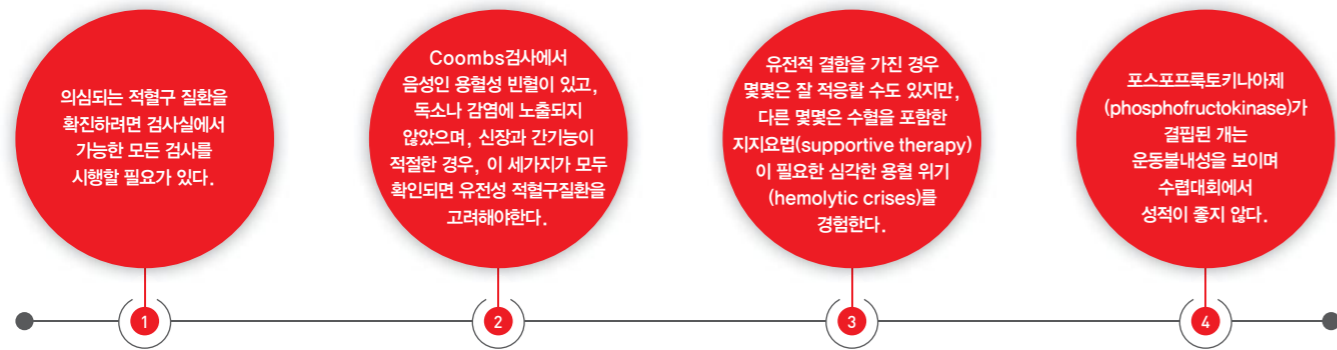 의심되는 적혈구 질환을
확진하려면 검사실에서
가능한 모든 검사를
시행할 필요가 있다.
Coombs검사에서
음성인 용혈성 빈혈이 있고,
독소나 감염에 노출되지
않았으며, 신장과 간기능이
적절한 경우, 이 세가지가 모두
확인되면 유전성 적혈구질환을
고려해야한다.
유전적 결함을 가진 경우
몇몇은 잘 적응할 수도 있지만,
다른 몇몇은 수혈을 포함한
지지요법(supportive therapy)
이 필요한 심각한 용혈 위기
(hemolytic crises)를
경험한다.
포스포프룩토키나아제
(phosphofructokinase)가
결핍된 개는
운동불내성을 보이며
수렵대회에서
성적이 좋지 않다.
1
2
3
4